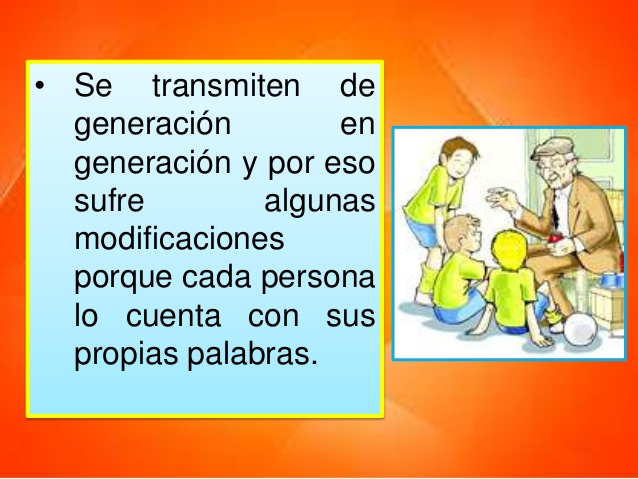 • Se transmiten de
generación en
generación y por eso
sufre algunas
modificaciones
porque cada persona
lo cuenta con sus
propias palabras.